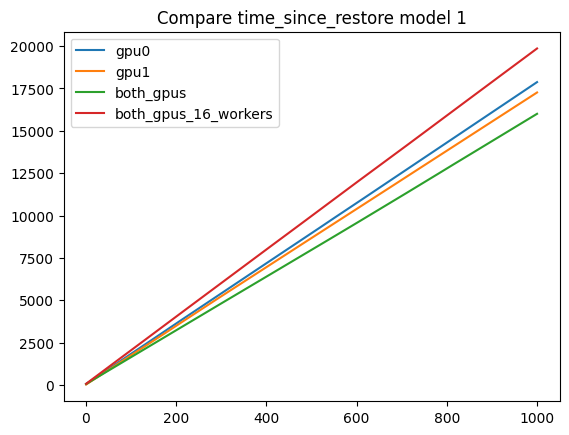 Compare time_since_restore model 1
gpu0
gpu1
both_gpus
both_gpus_16_workers
20000
17500
15000
12500
10000
7500
5000
2500
0
0 200 400 600 800 1000